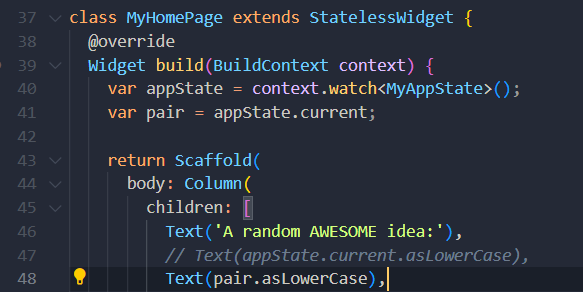 37 class MyHomePage extends StatelessWidget {
38 @override
39 Widget build(BuildContext context) {
40 var appState = context.watch<MyAppState>();
41 var pair = appState.current;
42
43 return Scaffold(
44 body: Column(
45 children: [
46 Text('A random AWESOME idea:'),
47 // Text(appState.current.asLowerCase),
48 Text(pair.asLowerCase),